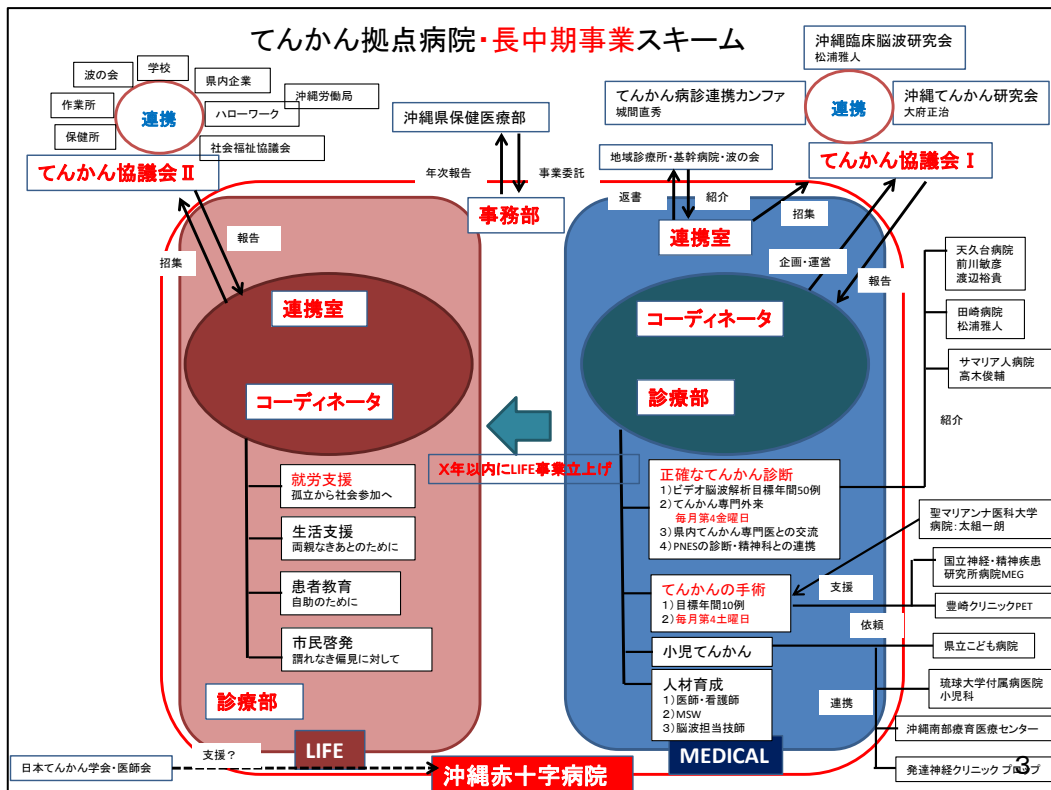 てんかん拠点病院・長中期事業スキーム
沖縄臨床脳波研究会
松浦雅人
波の会
学校
県内企業
沖縄労働局
作業所
連携
ハローワーク
保健所
社会福祉協議会
てんかん協議会Ⅱ
沖縄県保健医療部
年次報告
事業委託
事務部
てんかん病診連携カンファ
城間直秀
連携
沖縄てんかん研究会
大府正治
地域診療所・基幹病院・波の会
てんかん協議会Ⅰ
返書
紹介
招集
連携室
企画・運営
報告
報告
招集
連携室
コーディネータ
コーディネータ
診療部
天久台病院
前川敏彦
渡辺裕貴
田崎病院
松浦雅人
サマリア人病院
高木俊輔
紹介
X年以内にLIFE事業立上げ
就労支援
孤立から社会参加へ
生活支援
両親なきあとのために
患者教育
自助のために
市民啓発
謂れなき偏見に対して
診療部
LIFE
正確なてんかん診断
1)ビデオ脳波解析目標年間50例
2)てんかん専門外来
毎月第4金曜日
3)県内てんかん専門医との交流
4)PNESの診断・精神科との連携
てんかんの手術
1)目標年間10例
2)毎月第4土曜日
小児てんかん
人材育成
1)医師・看護師
2)MSW
3)脳波担当技師
MEDICAL
聖マリアンナ医科大学
病院:太組一朗
支援
国立神経・精神疾患
研究所病院MEG
豊崎クリニックPET
依頼
県立こども病院
連携
琉球大学付属病医院
小児科
沖縄南部療育医療センター
発達神経クリニック プロップ
日本てんかん学会・医師会
支援？
沖縄赤十字病院
3